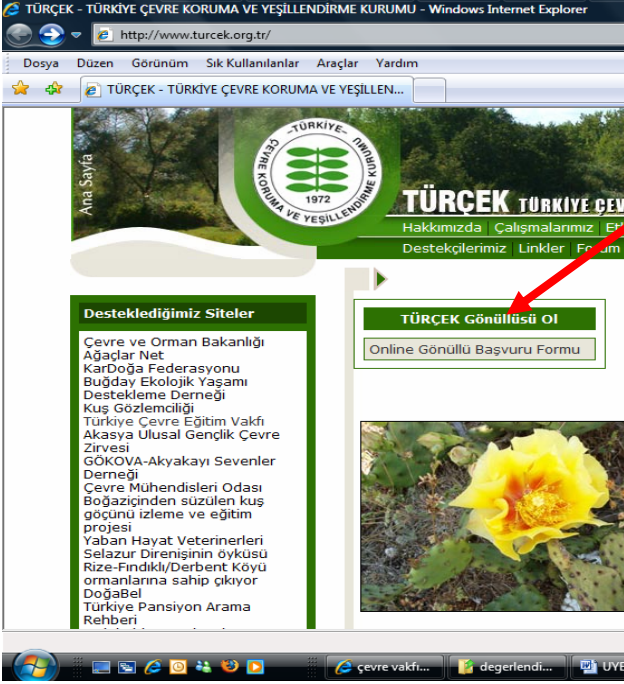 TÜRÇEK - TÜRKİYE ÇEVRE KORUMA VE YEŞİLLENDİRME KURUMU - Windows Internet Explorer
http://www.turcek.org.tr/
Dosya Düzen Görünüm Sık Kullanılanlar Araçlar Yardım
TÜRÇEK - TÜRKİYE ÇEVRE KORUMA VE YEŞİLLEN...
Ana Sayfa
TÜRKİYE ÇEVRE KORUMA VE YEŞİLLENDİRME KURUMU
1972
TÜRÇEK TÜRKİYE ÇEV
Hakkımızda | Çalışmalarımız | Et
Destekçilerimiz | Linkler | Forum
Desteklediğimiz Siteler
Çevre ve Orman Bakanlığı
Ağaçlar Net
KarDoğa Federasyonu
Buğday Ekolojik Yaşamı
Destekleme Derneği
Kuş Gözlemciliği
Türkiye Çevre Eğitim Vakfı
Akasya Ulusal Gençlik Çevre
Zirvesi
GÖKOVA-Akyakayı Sevenler
Derneği
Çevre Mühendisleri Odası
Boğaziçinden süzülen kuş
göçünü izleme ve eğitim
projesi
Yaban Hayat Veterinerleri
Selazur Direnişinin öyküsü
Rize-Fındıklı/Derbent Köyü
ormanlarına sahip çıkıyor
DoğaBel
Türkiye Pansiyon Arama
Rehberi
TÜRÇEK Gönüllüsü Ol
Online Gönüllü Başvuru Formu
çevre vakfı... degerlendi... UYE